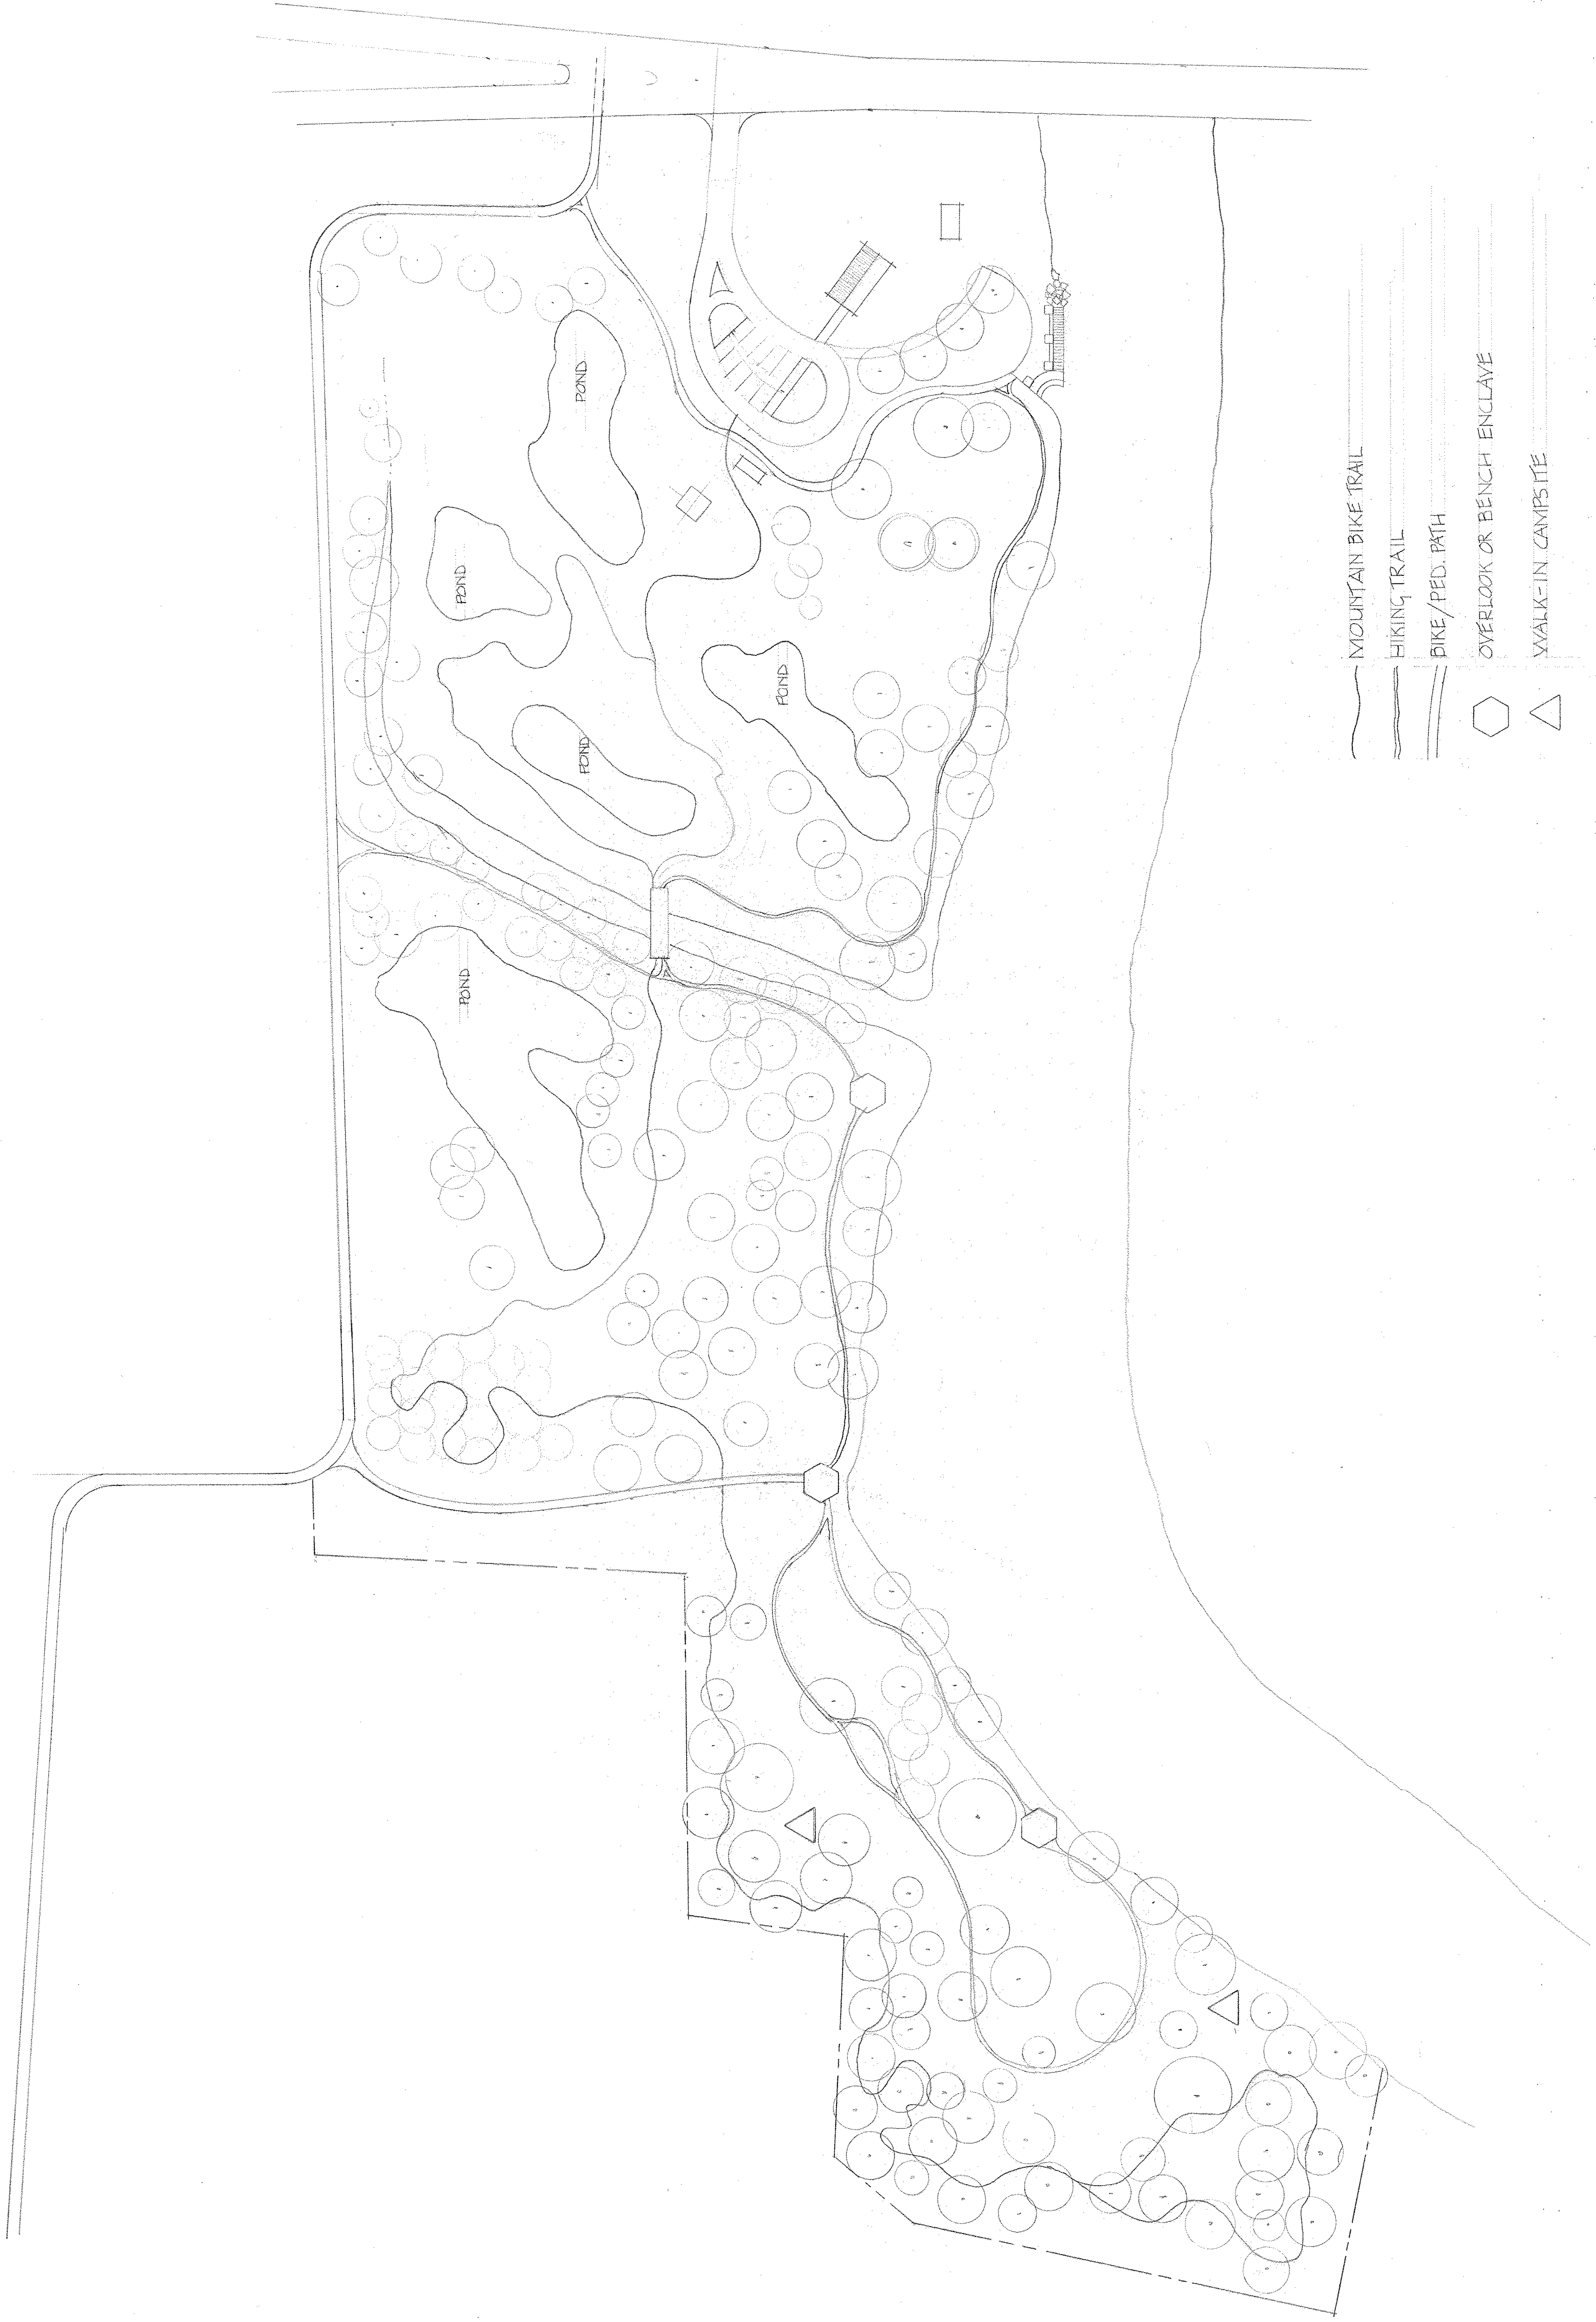 POND
POND
POND
POND
POND
MOUNTAIN BIKE TRAIL
HIKING TRAIL
BIKE/PED. PATH
OVERLOOK OR BENCH ENCLAVE
WALK-IN CAMPSITE